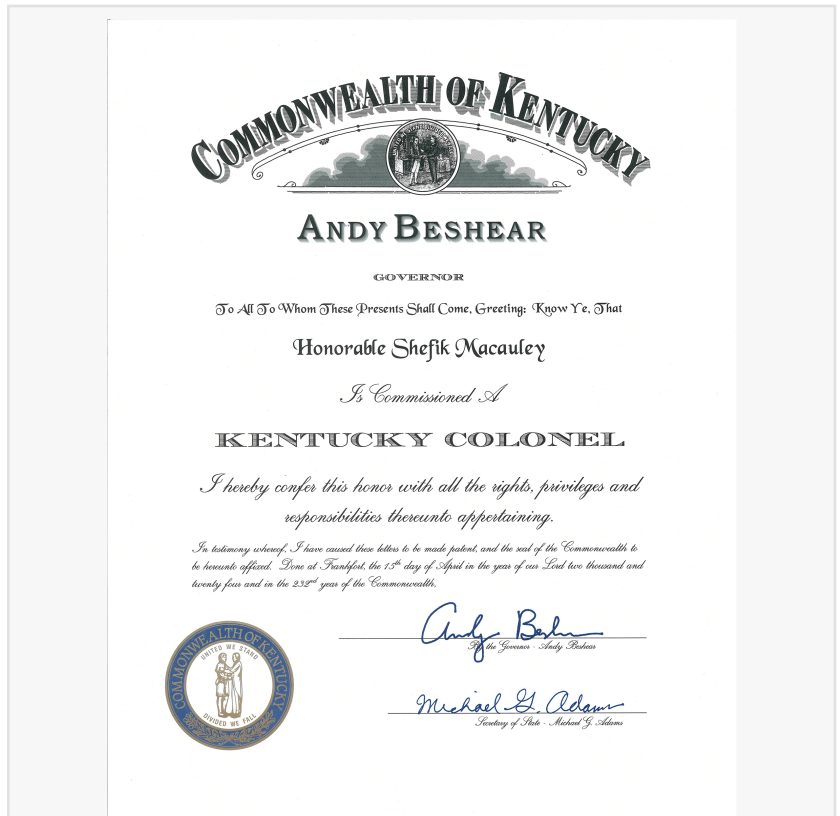 COMMONWEALTH OF KENTUCKY
ANDY BESHEAR
GOVERNOR
To All To Whom These Presents Shall Come, Greeting: Know Ye, That
Honorable Shefik Macauley
Is Commissioned A
KENTUCKY COLONEL
I hereby confer this honor with all the rights, privileges and
responsibilities thereunto appertaining.
In testimony whereof, I have caused these letters to be made patent, and the seal of the Commonwealth to
be hereunto affixed. Done at Frankfort, the 15th day of April in the year of our Lord two thousand and
twenty four and in the 232nd year of the Commonwealth.
Andy Beshear
By the Governor - Andy Beshear
Michael G. Adams
Secretary of State - Michael G. Adams
COMMONWEALTH OF KENTUCKY
UNITED WE STAND
DIVIDED WE FALL